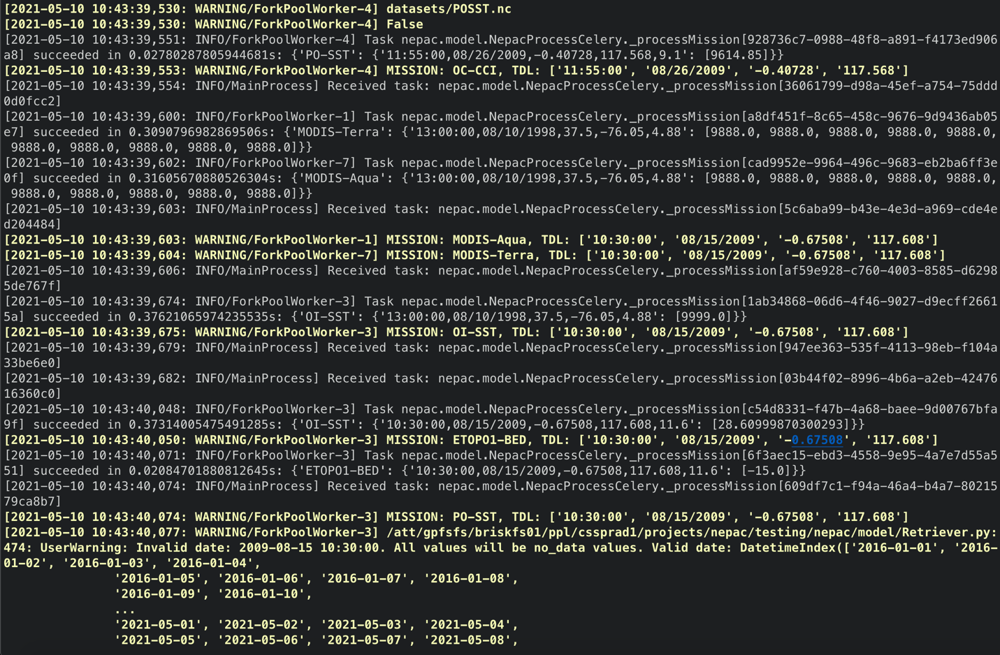 [2021-05-10 10:43:39,530: WARNING/ForkPoolWorker-4] datasets/POSST.nc
[2021-05-10 10:43:39,530: WARNING/ForkPoolWorker-4] False
[2021-05-10 10:43:39,551: INFO/ForkPoolWorker-4] Task nepac.model.NepacProcessCelery._processMission[928736c7-0988-48f8-a891-f4173ed906
a8] succeeded in 0.02780287805944681s: {'PO-SST': {'11:55:00,08/26/2009,-0.40728,117.568,9.1': [9614.85]}}
[2021-05-10 10:43:39,553: WARNING/ForkPoolWorker-4] MISSION: OC-CCI, TDL: ['11:55:00', '08/26/2009', '-0.40728', '117.568']
[2021-05-10 10:43:39,554: INFO/MainProcess] Received task: nepac.model.NepacProcessCelery._processMission[36061799-d98a-45ef-a754-75ddd
0d0fcc2]
[2021-05-10 10:43:39,600: INFO/ForkPoolWorker-1] Task nepac.model.NepacProcessCelery._processMission[a8df451f-8c65-458c-9676-9d9436ab05
e7] succeeded in 0.3090796982869506s: {'MODIS-Terra': {'13:00:00,08/10/1998,37.5,-76.05,4.88': [9888.0, 9888.0, 9888.0, 9888.0, 9888.0,
 9888.0, 9888.0, 9888.0, 9888.0, 9888.0]}}
[2021-05-10 10:43:39,602: INFO/ForkPoolWorker-7] Task nepac.model.NepacProcessCelery._processMission[cad9952e-9964-496c-9683-eb2ba6ff3e
0f] succeeded in 0.31605670880526304s: {'MODIS-Aqua': {'13:00:00,08/10/1998,37.5,-76.05,4.88': [9888.0, 9888.0, 9888.0, 9888.0, 9888.0,
 9888.0, 9888.0, 9888.0, 9888.0, 9888.0]}}
[2021-05-10 10:43:39,603: INFO/MainProcess] Received task: nepac.model.NepacProcessCelery._processMission[5c6aba99-b43e-4e3d-a969-cde4e
d204484]
[2021-05-10 10:43:39,603: WARNING/ForkPoolWorker-1] MISSION: MODIS-Aqua, TDL: ['10:30:00', '08/15/2009', '-0.67508', '117.608']
[2021-05-10 10:43:39,604: WARNING/ForkPoolWorker-7] MISSION: MODIS-Terra, TDL: ['10:30:00', '08/15/2009', '-0.67508', '117.608']
[2021-05-10 10:43:39,606: INFO/MainProcess] Received task: nepac.model.NepacProcessCelery._processMission[af59e928-c760-4003-8585-d6298
5de767f]
[2021-05-10 10:43:39,674: INFO/ForkPoolWorker-3] Task nepac.model.NepacProcessCelery._processMission[1ab34868-06d6-4f46-9027-d9ecff2661
5a] succeeded in 0.37621065974235535s: {'OI-SST': {'13:00:00,08/10/1998,37.5,-76.05,4.88': [9999.0]}}
[2021-05-10 10:43:39,675: WARNING/ForkPoolWorker-3] MISSION: OI-SST, TDL: ['10:30:00', '08/15/2009', '-0.67508', '117.608']
[2021-05-10 10:43:39,679: INFO/MainProcess] Received task: nepac.model.NepacProcessCelery._processMission[947ee363-535f-4113-98eb-f104a
33be6e0]
[2021-05-10 10:43:39,682: INFO/MainProcess] Received task: nepac.model.NepacProcessCelery._processMission[03b44f02-8996-4b6a-a2eb-42476
16360c0]
[2021-05-10 10:43:40,048: INFO/ForkPoolWorker-3] Task nepac.model.NepacProcessCelery._processMission[c54d8331-f47b-4a68-baee-9d00767bfa
9f] succeeded in 0.37314005475491285s: {'OI-SST': {'10:30:00,08/15/2009,-0.67508,117.608,11.6': [28.60999870300293]}}
[2021-05-10 10:43:40,050: WARNING/ForkPoolWorker-3] MISSION: ETOPO1-BED, TDL: ['10:30:00', '08/15/2009', '-0.67508', '117.608']
[2021-05-10 10:43:40,071: INFO/ForkPoolWorker-3] Task nepac.model.NepacProcessCelery._processMission[6f3aec15-ebd3-4558-9e95-4a7e7d55a5
51] succeeded in 0.02084701880812645s: {'ETOPO1-BED': {'10:30:00,08/15/2009,-0.67508,117.608,11.6': [-15.0]}}
[2021-05-10 10:43:40,074: INFO/MainProcess] Received task: nepac.model.NepacProcessCelery._processMission[609df7c1-f94a-46a4-b4a7-80215
79ca8b7]
[2021-05-10 10:43:40,074: WARNING/ForkPoolWorker-3] MISSION: PO-SST, TDL: ['10:30:00', '08/15/2009', '-0.67508', '117.608']
[2021-05-10 10:43:40,077: WARNING/ForkPoolWorker-3] /att/gpfsfs/briskfs01/ppl/cssprad1/projects/nepac/testing/nepac/model/Retriever.py:
474: UserWarning: Invalid date: 2009-08-15 10:30:00. All values will be no_data values. Valid date: DatetimeIndex(['2016-01-01', '2016-
01-02', '2016-01-03', '2016-01-04',
'2016-01-05', '2016-01-06', '2016-01-07', '2016-01-08',
'2016-01-09', '2016-01-10',
...
'2021-05-01', '2021-05-02', '2021-05-03', '2021-05-04',
'2021-05-05', '2021-05-06', '2021-05-07', '2021-05-08',